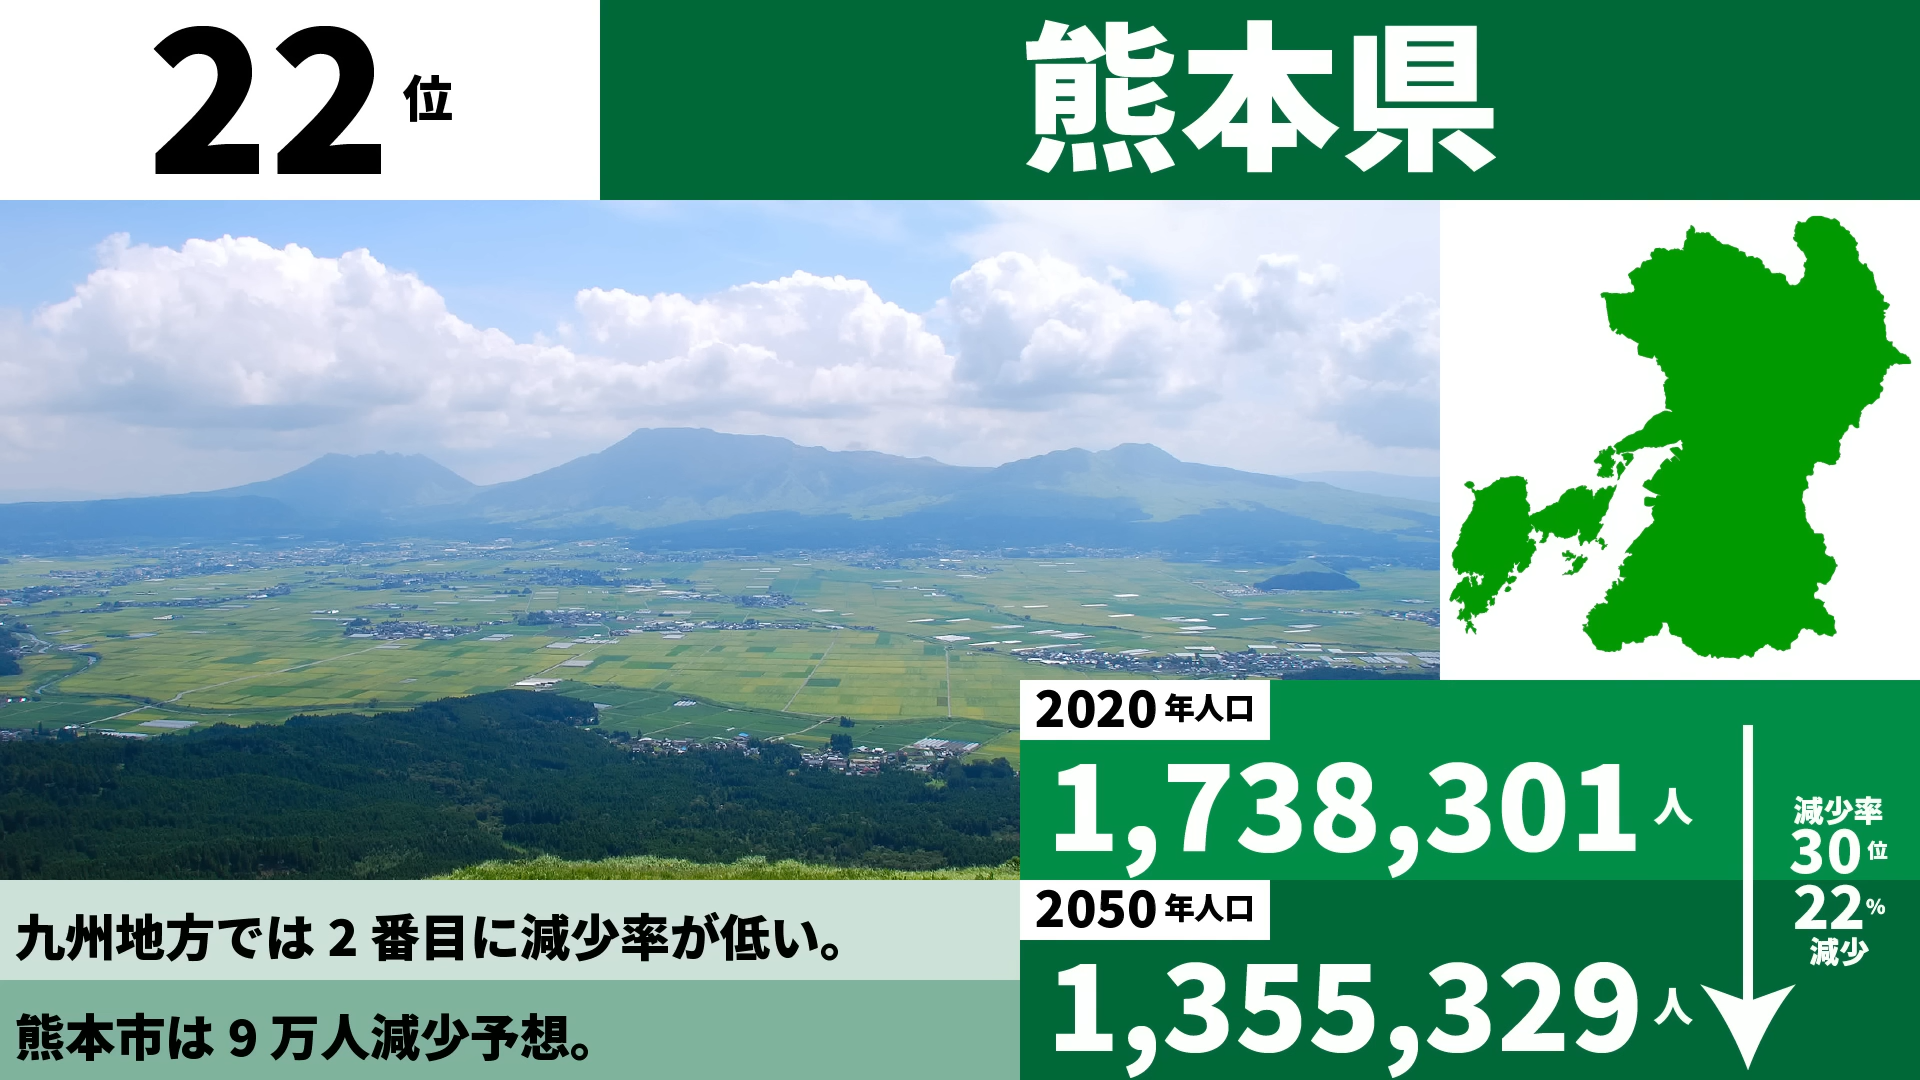 22位
熊本県
2020年人口
1,738,301人
減少率
30位
22%
減少
2050年人口
1,355,329人
九州地方では2番目に減少率が低い。
熊本市は9万人減少予想。